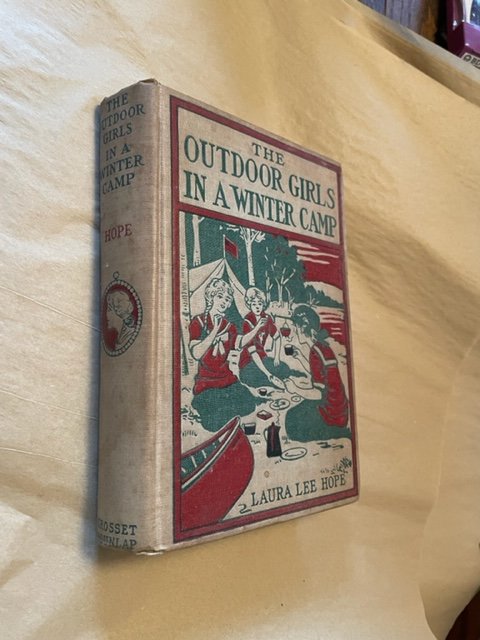 THE
OUTDOOR
GIRLS
IN A
WINTER
CAMP
HOPE
GROSSET
DUNLAP
THE
OUTDOOR GIRLS
IN A WINTER CAMP
LAURA LEE HOPE